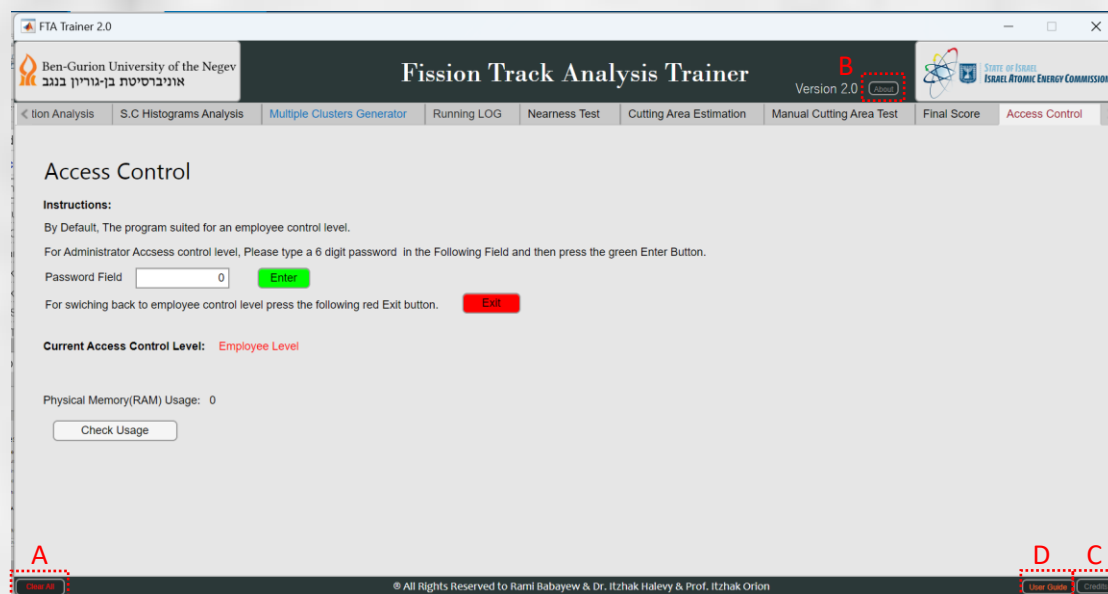 FTA Trainer 2.0
Ben-Gurion University of the Negev
אוניברסיטת בן-גוריון בנגב
Fission Track Analysis Trainer
B
Version 2.0 About
STATE OF ISRAEL
ISRAEL ATOMIC ENERGY COMMISSION
< tion Analysis S.C Histograms Analysis Multiple Clusters Generator Running LOG Nearness Test Cutting Area Estimation Manual Cutting Area Test Final Score Access Control
Access Control
Instructions:
By Default, The program suited for an employee control level.
For Administrator Accsess control level, Please type a 6 digit password in the Following Field and then press the green Enter Button.
Password Field 0 Enter
For swiching back to employee control level press the following red Exit button. Exit
Current Access Control Level: Employee Level
Physical Memory(RAM) Usage: 0
Check Usage
A D C
Clear All ® All Rights Reserved to Rami Babayew & Dr. Itzhak Halevy & Prof. Itzhak Orion User Guide Credits